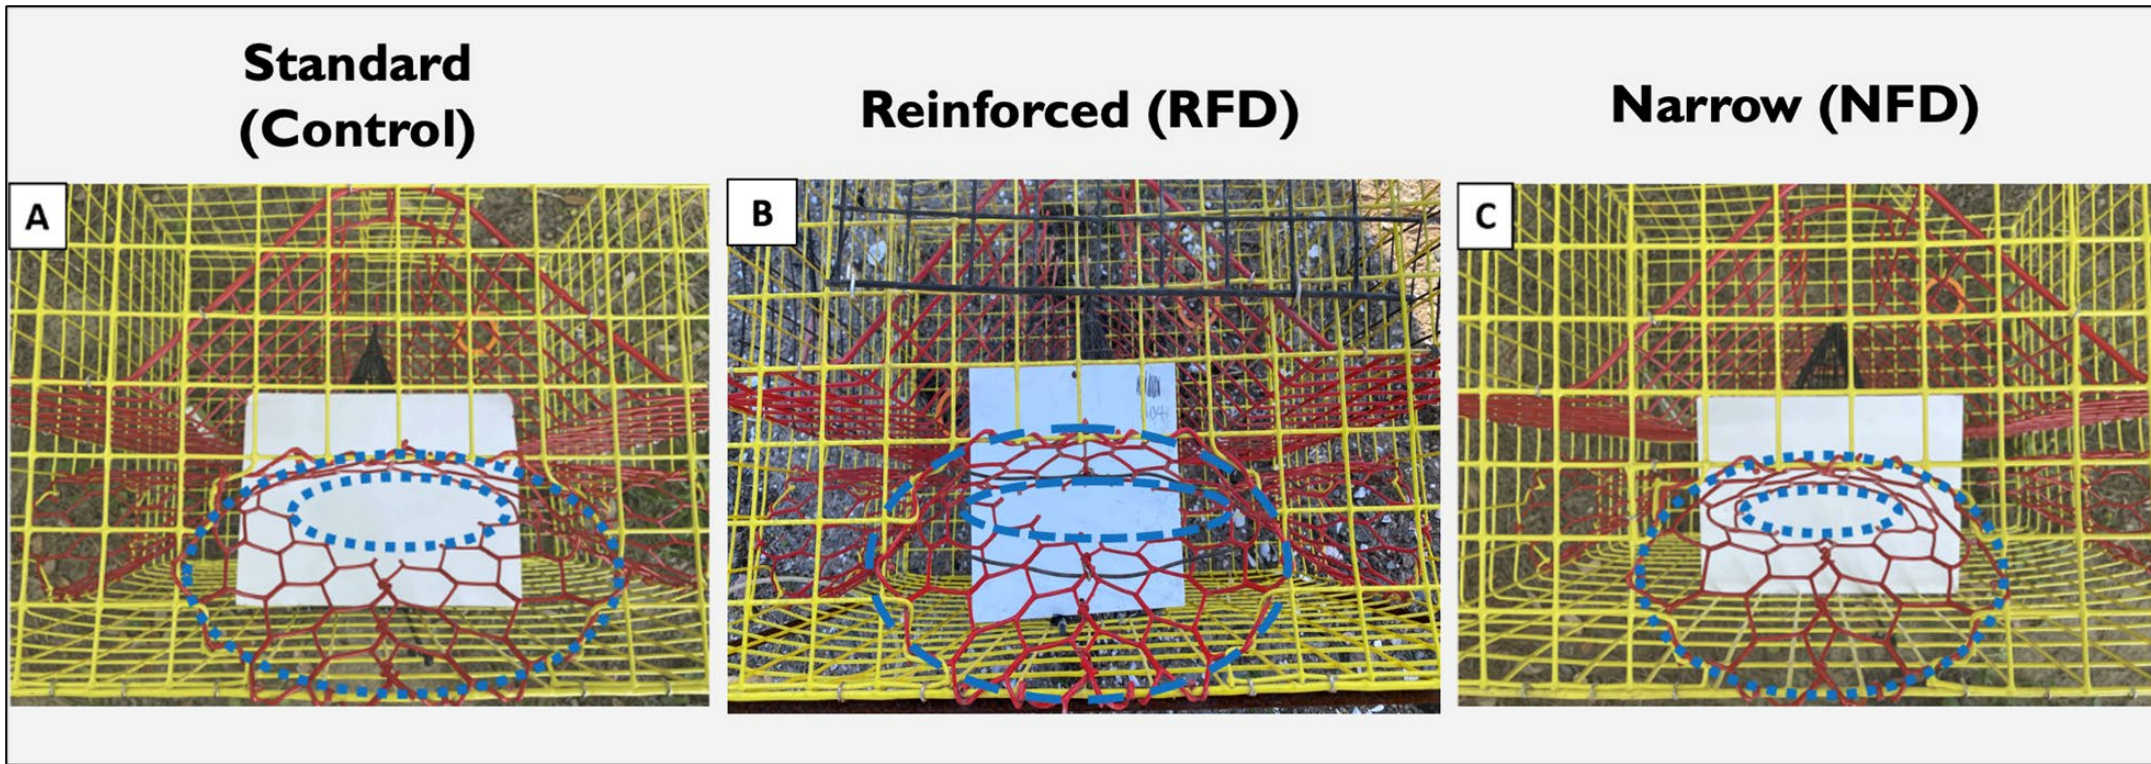 Standard
(Control)
Reinforced (RFD)
Narrow (NFD)
A
B
C